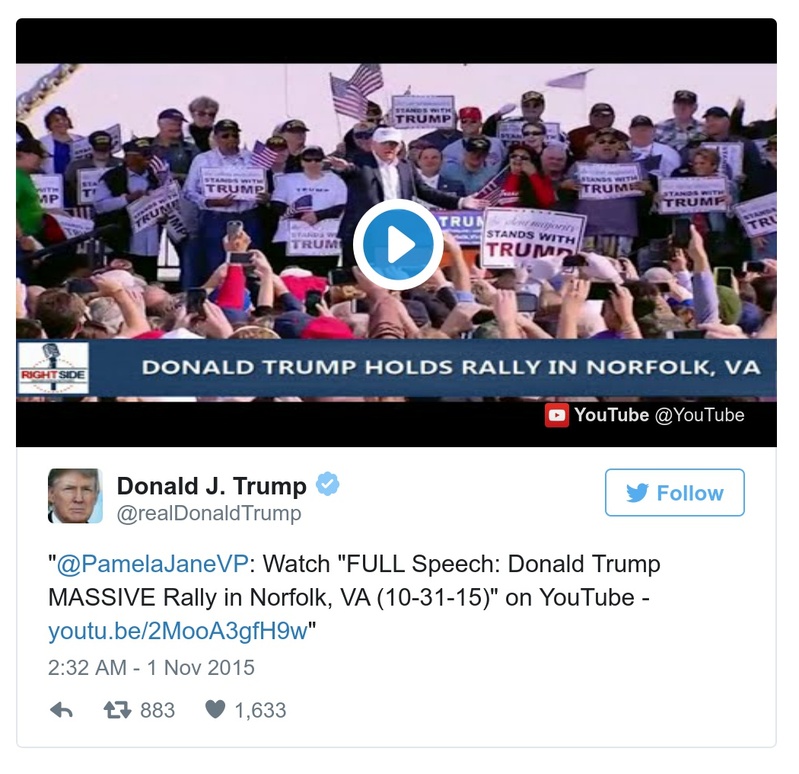 STANDS WITH
TRUMP
STANDS WITH
TRUMP
STANDS WITH
TRUMP
STANDS WITH
TRUMP
TRUMP
TRUMP
the silent majority
STANDS WITH
TRUMP
STANDS WITH
TRUMP
RIGHT SIDE
DONALD TRUMP HOLDS RALLY IN NORFOLK, VA
YouTube @YouTube
Donald J. Trump
@realDonaldTrump
Follow
"@PamelaJaneVP: Watch "FULL Speech: Donald Trump
MASSIVE Rally in Norfolk, VA (10-31-15)" on YouTube -
youtu.be/2MooA3gfH9w"
2:32 AM - 1 Nov 2015
883
1,633